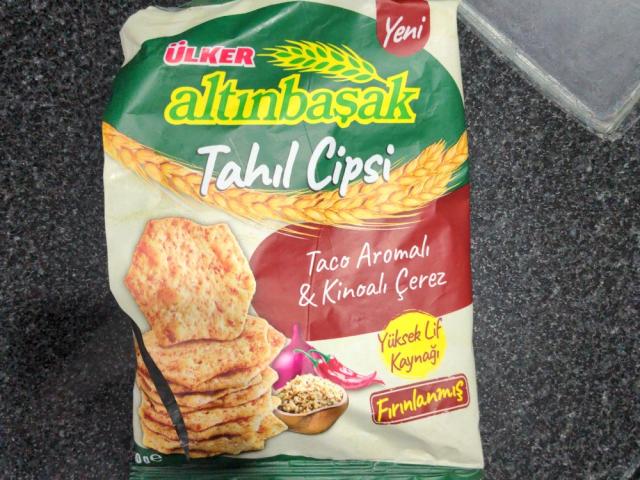 Yeni
ÜLKER
altınbaşak
Tahıl Cipsi
Taco Aromalı
& Kinoalı Çerez
Yüksek Lif
Kaynağı
Fırınlanmış